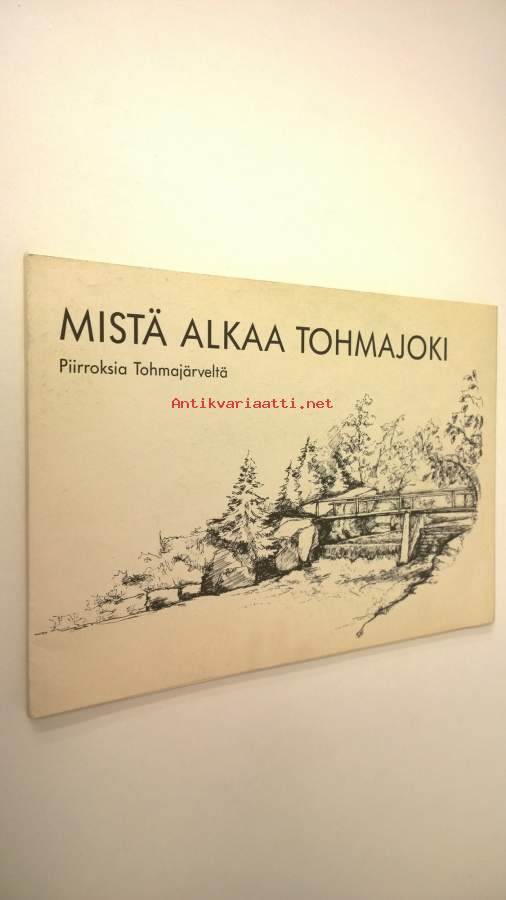 MISTÄ ALKAA TOHMAJOKI
Piirroksia Tohmajärveltä
Antikvariaatti.net